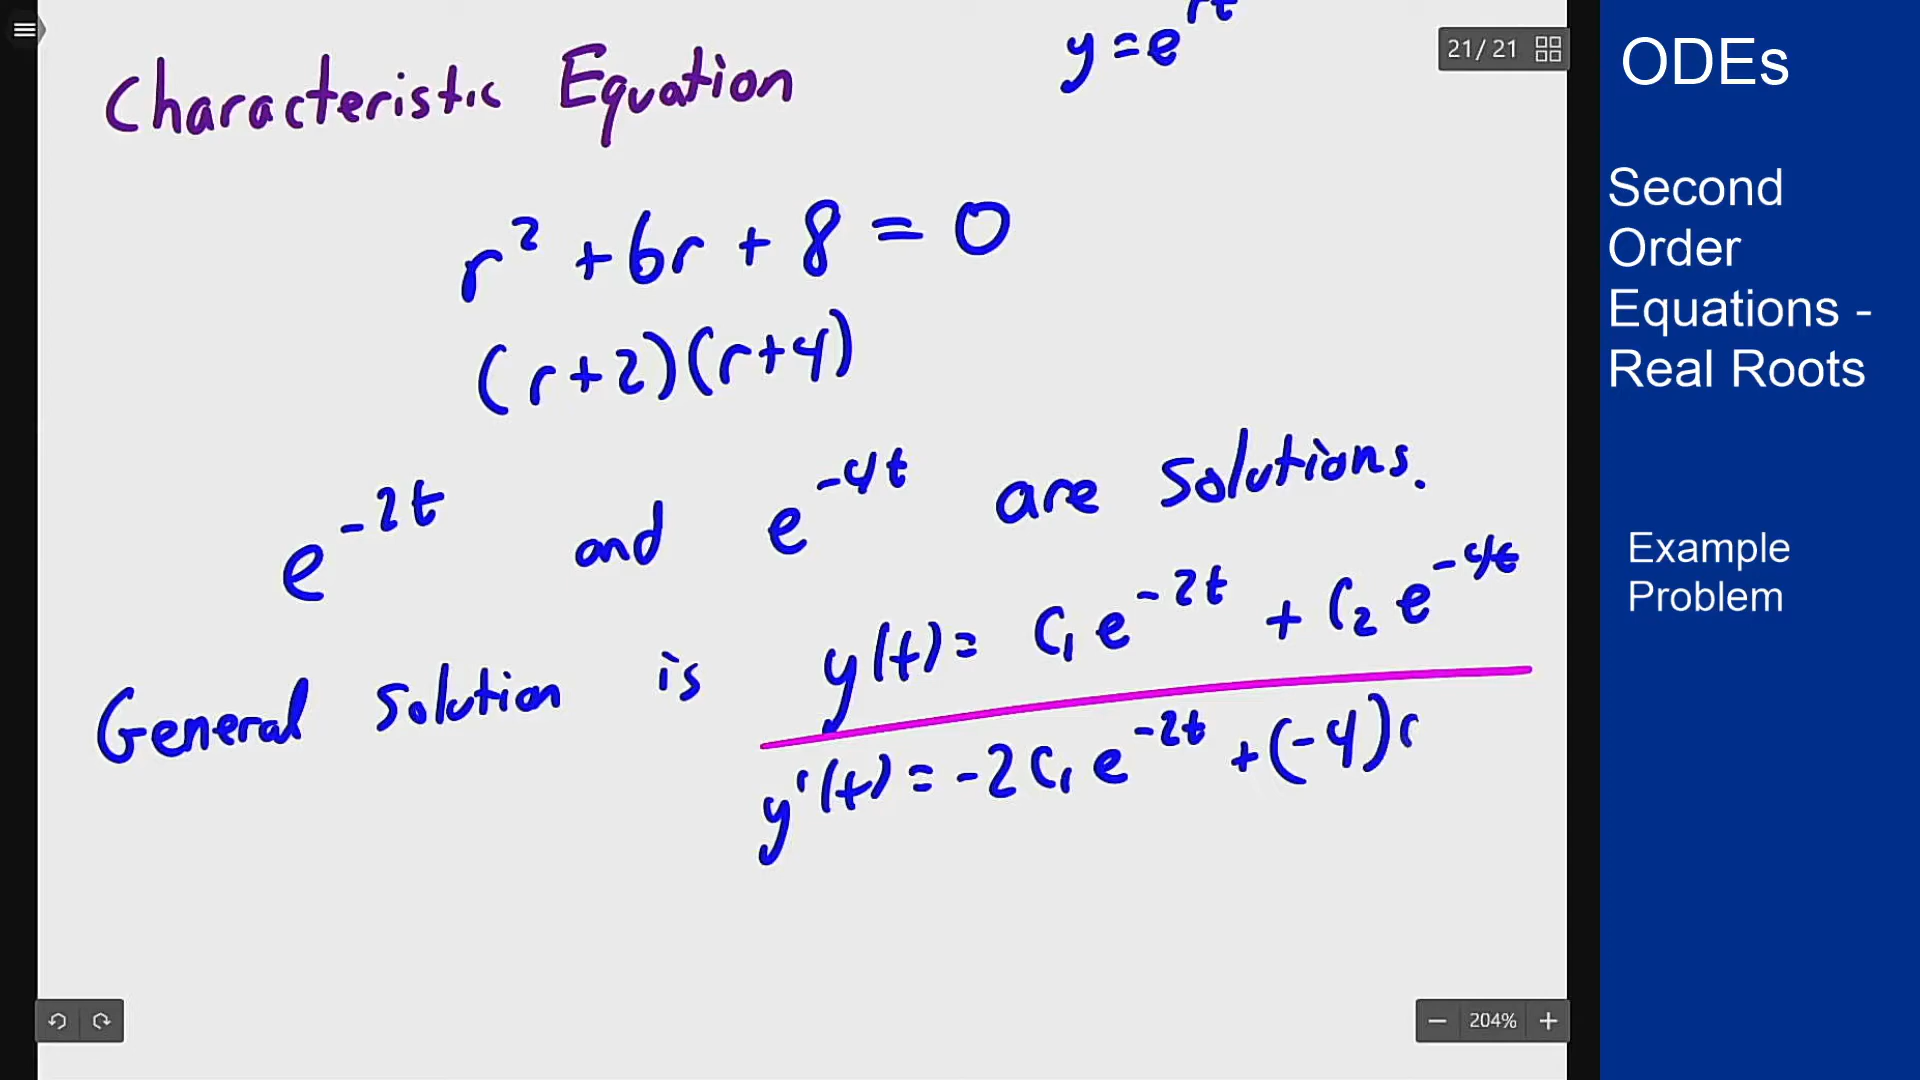 y = e^{rt}
21 / 21
Characteristic Equation
r² + 6r + 8 = 0
(r+2)(r+4)
e^{-2t} and e^{-4t} are solutions.
General solution is y(t) = C₁e^{-2t} + C₂e^{-4t}
y'(t) = -2C₁e^{-2t} + (-4)C
204%
ODEs
Second
Order
Equations -
Real Roots
Example
Problem